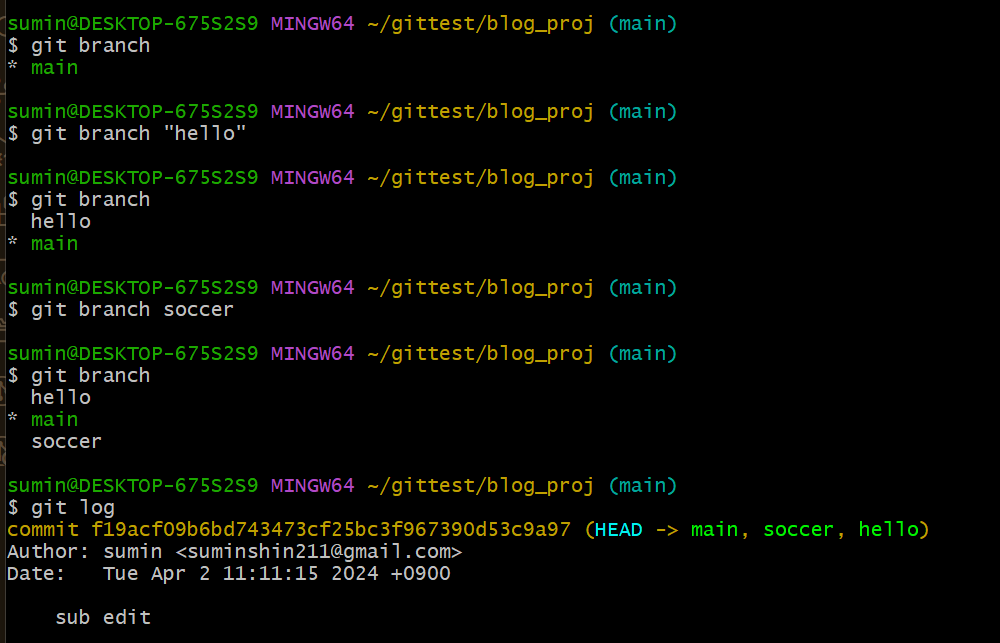 sumin@DESKTOP-675S2S9 MINGW64 ~/gittest/blog_proj (main)
$ git branch
* main
sumin@DESKTOP-675S2S9 MINGW64 ~/gittest/blog_proj (main)
$ git branch "hello"
sumin@DESKTOP-675S2S9 MINGW64 ~/gittest/blog_proj (main)
$ git branch
  hello
* main
sumin@DESKTOP-675S2S9 MINGW64 ~/gittest/blog_proj (main)
$ git branch soccer
sumin@DESKTOP-675S2S9 MINGW64 ~/gittest/blog_proj (main)
$ git branch
  hello
* main
  soccer
sumin@DESKTOP-675S2S9 MINGW64 ~/gittest/blog_proj (main)
$ git log
commit f19acf09b6bd743473cf25bc3f967390d53c9a97 (HEAD -> main, soccer, hello)
Author: sumin <suminshin211@gmail.com>
Date:   Tue Apr 2 11:11:15 2024 +0900
    sub edit